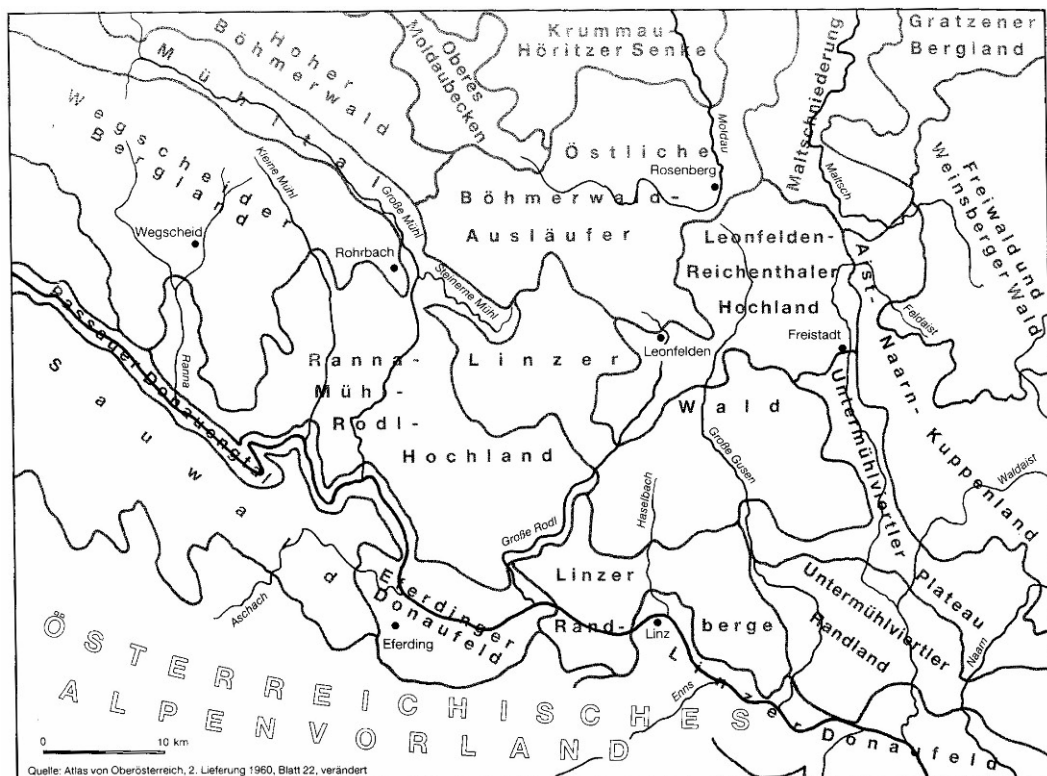 Hoher
Böhmerwald
Mühltal
Oberes
Moldaubecken
Krummau-
Höritzer Senke
Maltschniederung
Gratzener
Bergland
Wegscheider
Bergland
Kleine Mühl
Große Mühl
Moldau
Maltsch
Östliche
Rosenberg
Böhmerwald-
Ausläufer
Freiwald und
Weinsberger Wald
Wegscheid
Rohrbach
Steinerne Mühl
Leonfelden-
Reichenthaler
Hochland
Aist-
Naarn-
Kuppenland
Feldaist
Freistadt
Leonfelden
Passauer Donauengtal
Ranna
Ranna-
Mühl-
Rodl-
Hochland
Linzer
Wald
Untermühlviertler
Plateau
Sauwald
Große Gusen
Haselbach
Waldaist
Große Rodl
Linzer
Rand-
berge
Untermühlviertler
Randland
Aschach
Eferdinger
Donaufeld
Eferding
Linz
Naarn
Enns
Linzer Donaufeld
ÖSTERREICHISCHES
ALPENVORLAND
0 10 km
Quelle: Atlas von Oberösterreich, 2. Lieferung 1960, Blatt 22, verändert